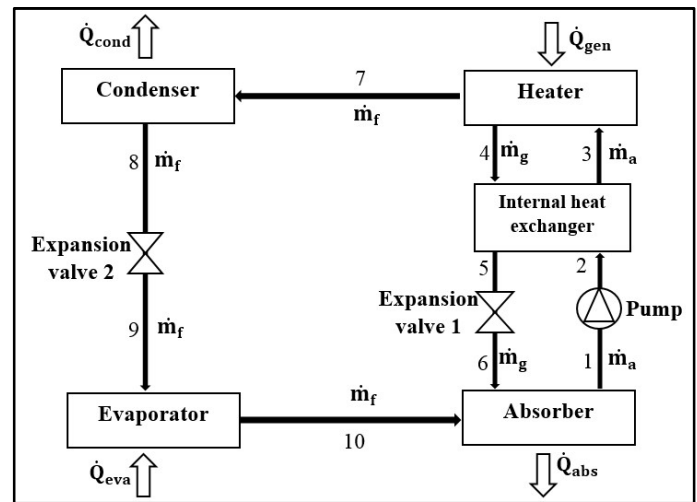 Q̇cond
Q̇gen
Condenser
7
ṁf
Heater
8
ṁf
4
ṁg
3
ṁa
Internal heat
exchanger
Expansion
valve 2
5
2
Expansion
valve 1
Pump
9
ṁf
6
ṁg
1
ṁa
Evaporator
ṁf
10
Absorber
Q̇eva
Q̇abs